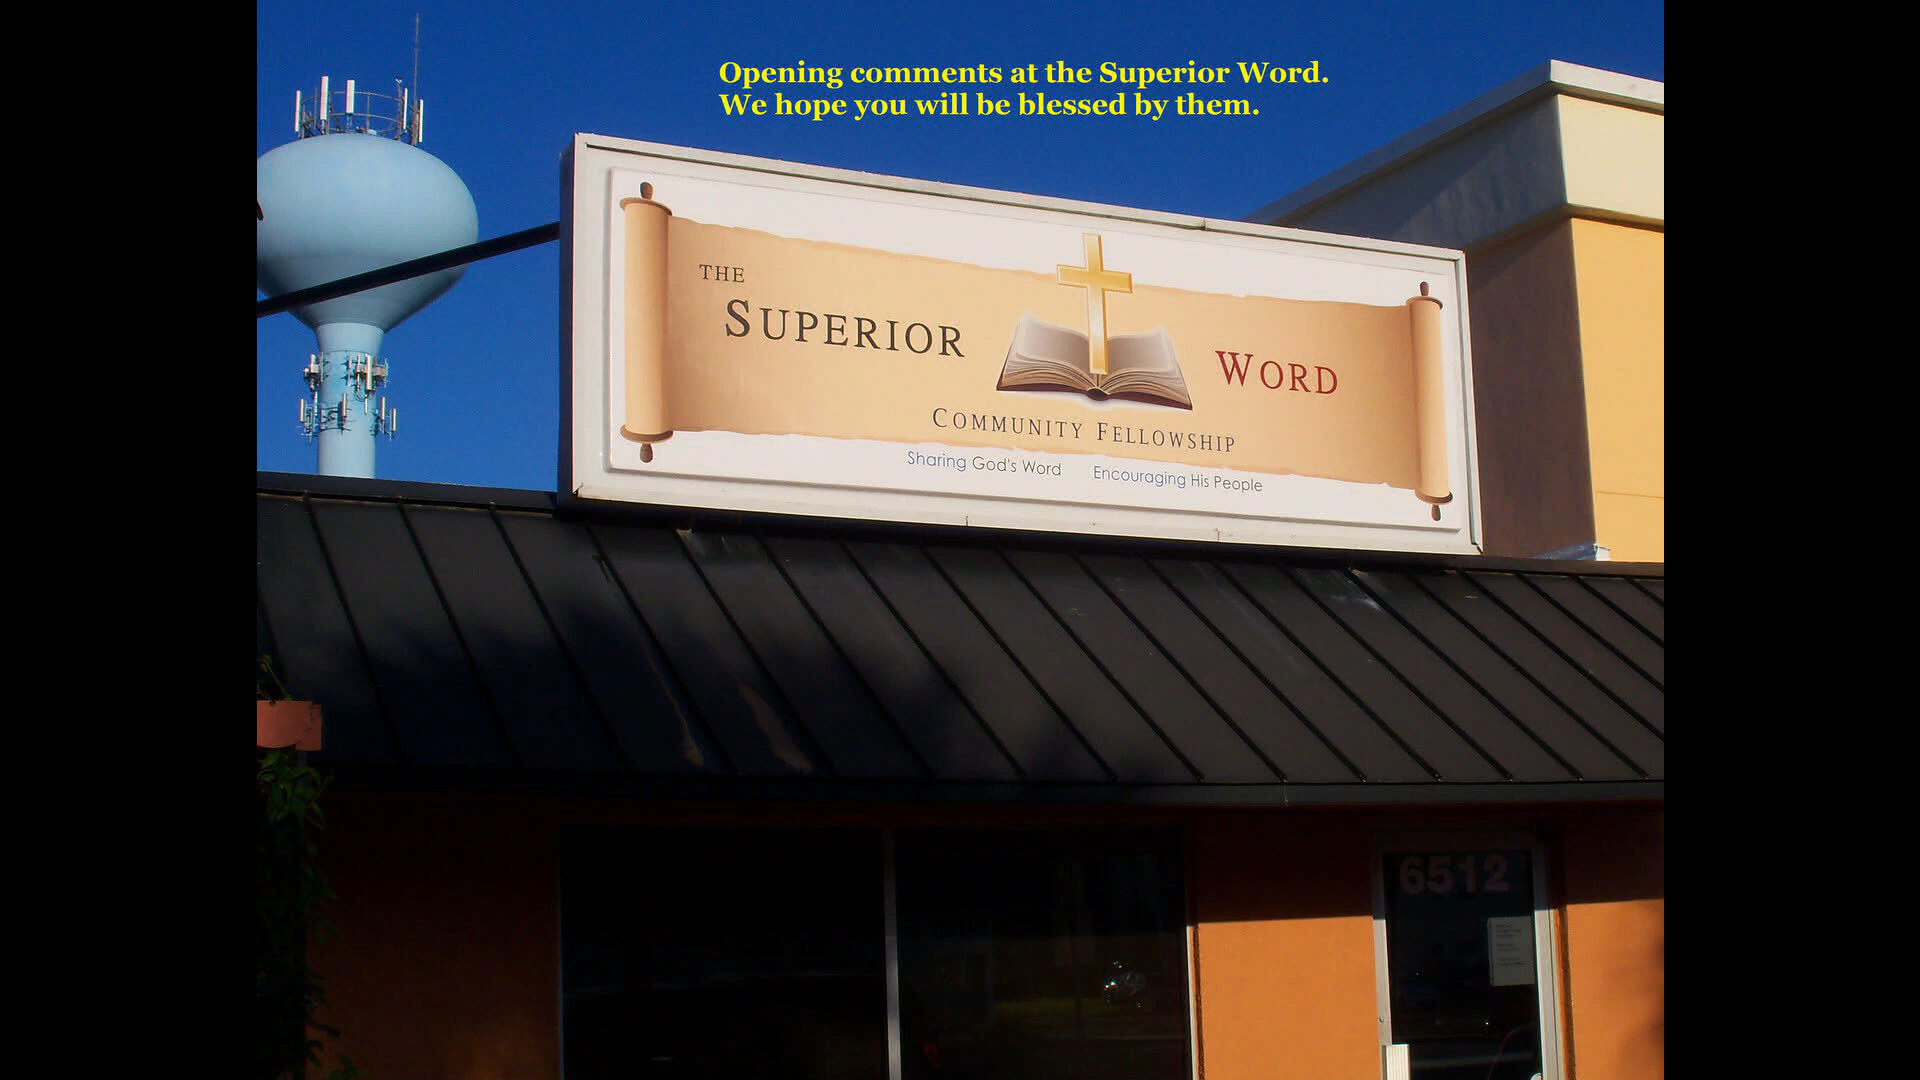 Opening comments at the Superior Word.
We hope you will be blessed by them.
THE
SUPERIOR WORD
COMMUNITY FELLOWSHIP
Sharing God's Word Encouraging His People
6512